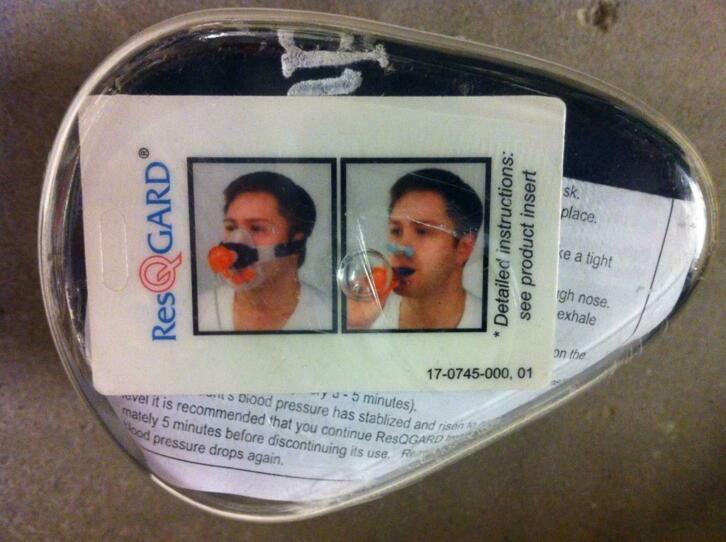 ResQGARD®
* Detailed instructions:
see product insert
17-0745-000, 01
sk.
place.
ke a tight
gh nose.
exhale
on the
5 minutes).
level it is recommended that you continue ResQGARD
mately 5 minutes before discontinuing its use.
blood pressure drops again.
's blood pressure has stablized and risen to